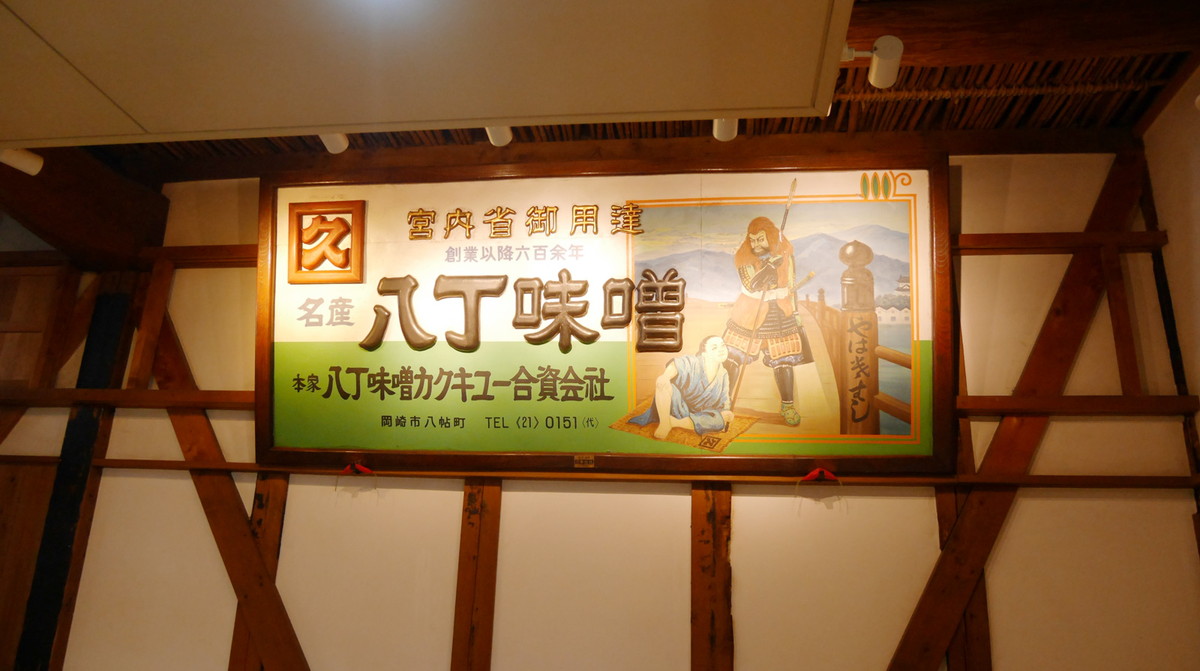 久
宮内省御用達
創業以降六百余年
名産 八丁味噌
本家 八丁味噌カクキユー合資会社
岡崎市八帖町 TEL〈21〉0151(代)
やはぎはし